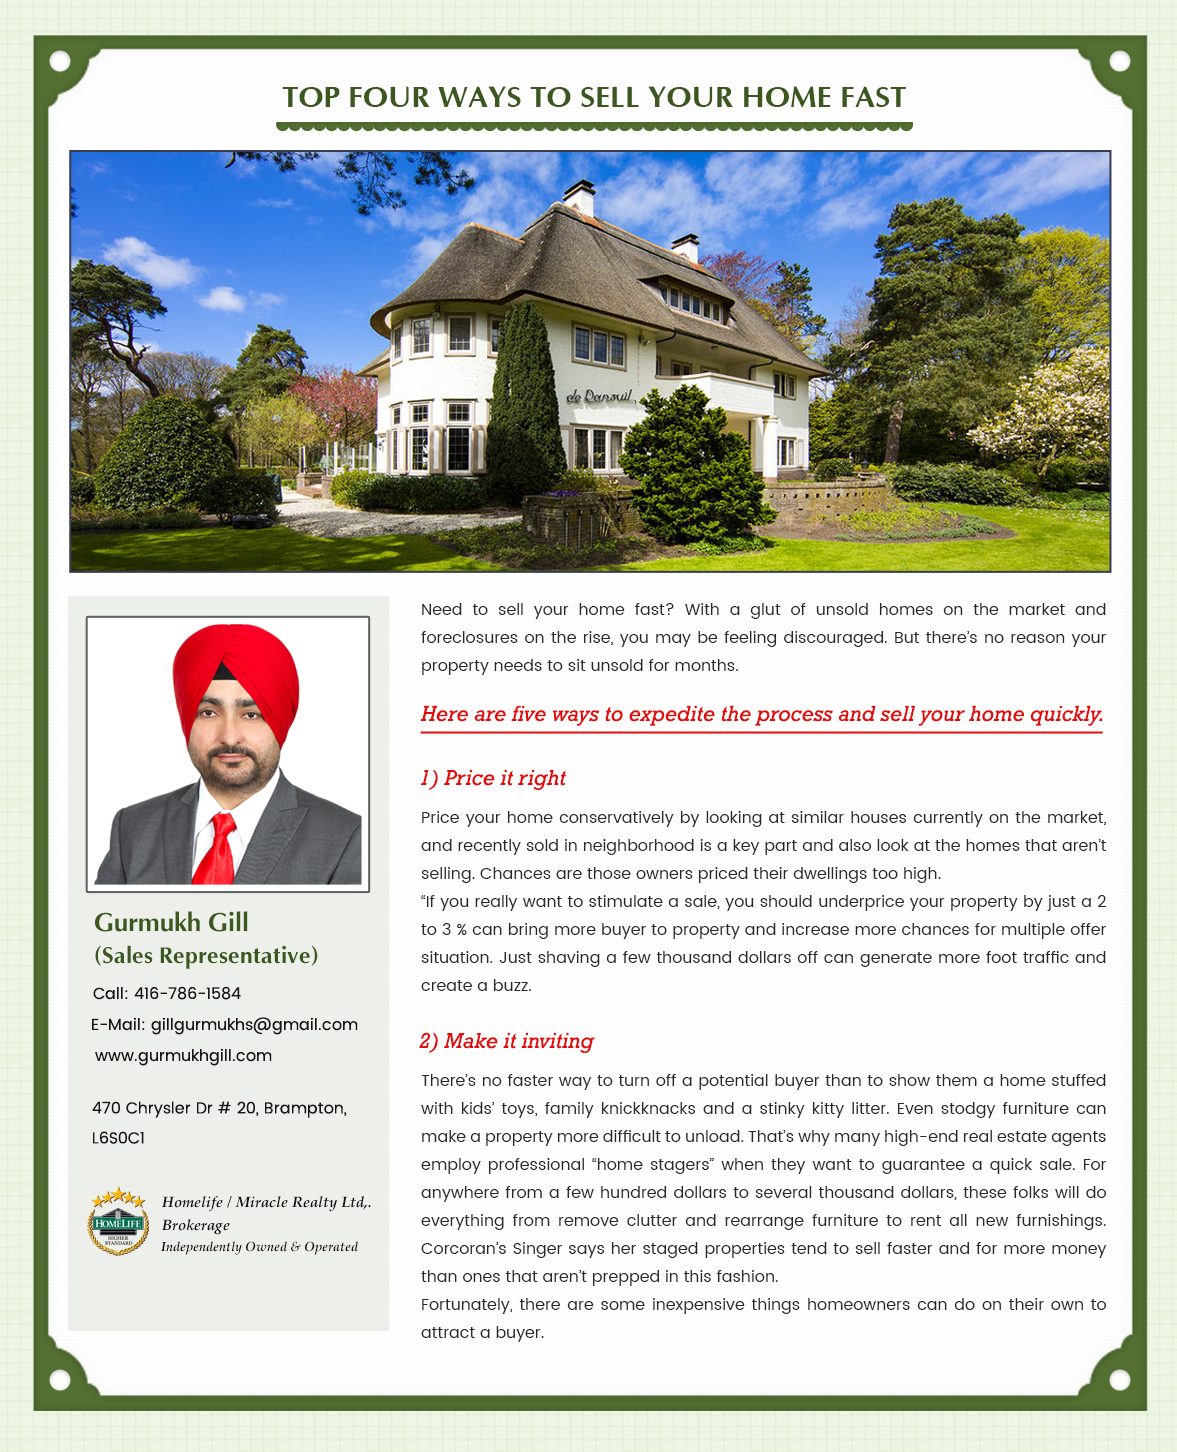 TOP FOUR WAYS TO SELL YOUR HOME FAST
Need to sell your home fast? With a glut of unsold homes on the market and
foreclosures on the rise, you may be feeling discouraged. But there's no reason your
property needs to sit unsold for months.
Here are five ways to expedite the process and sell your home quickly.
1) Price it right
Price your home conservatively by looking at similar houses currently on the market,
and recently sold in neighborhood is a key part and also look at the homes that aren't
selling. Chances are those owners priced their dwellings too high.
“If you really want to stimulate a sale, you should underprice your property by just a 2
to 3 % can bring more buyer to property and increase more chances for multiple offer
situation. Just shaving a few thousand dollars off can generate more foot traffic and
create a buzz.
2) Make it inviting
There's no faster way to turn off a potential buyer than to show them a home stuffed
with kids' toys, family knickknacks and a stinky kitty litter. Even stodgy furniture can
make a property more difficult to unload. That's why many high-end real estate agents
employ professional “home stagers” when they want to guarantee a quick sale. For
anywhere from a few hundred dollars to several thousand dollars, these folks will do
everything from remove clutter and rearrange furniture to rent all new furnishings.
Corcoran's Singer says her staged properties tend to sell faster and for more money
than ones that aren't prepped in this fashion.
Fortunately, there are some inexpensive things homeowners can do on their own to
attract a buyer.
Gurmukh Gill
(Sales Representative)
Call: 416-786-1584
E-Mail: gillgurmukhs@gmail.com
www.gurmukhgill.com
470 Chrysler Dr # 20, Brampton,
L6S0C1
HOMELIFE
HIGHER
STANDARD
Homelife / Miracle Realty Ltd,.
Brokerage
Independently Owned & Operated